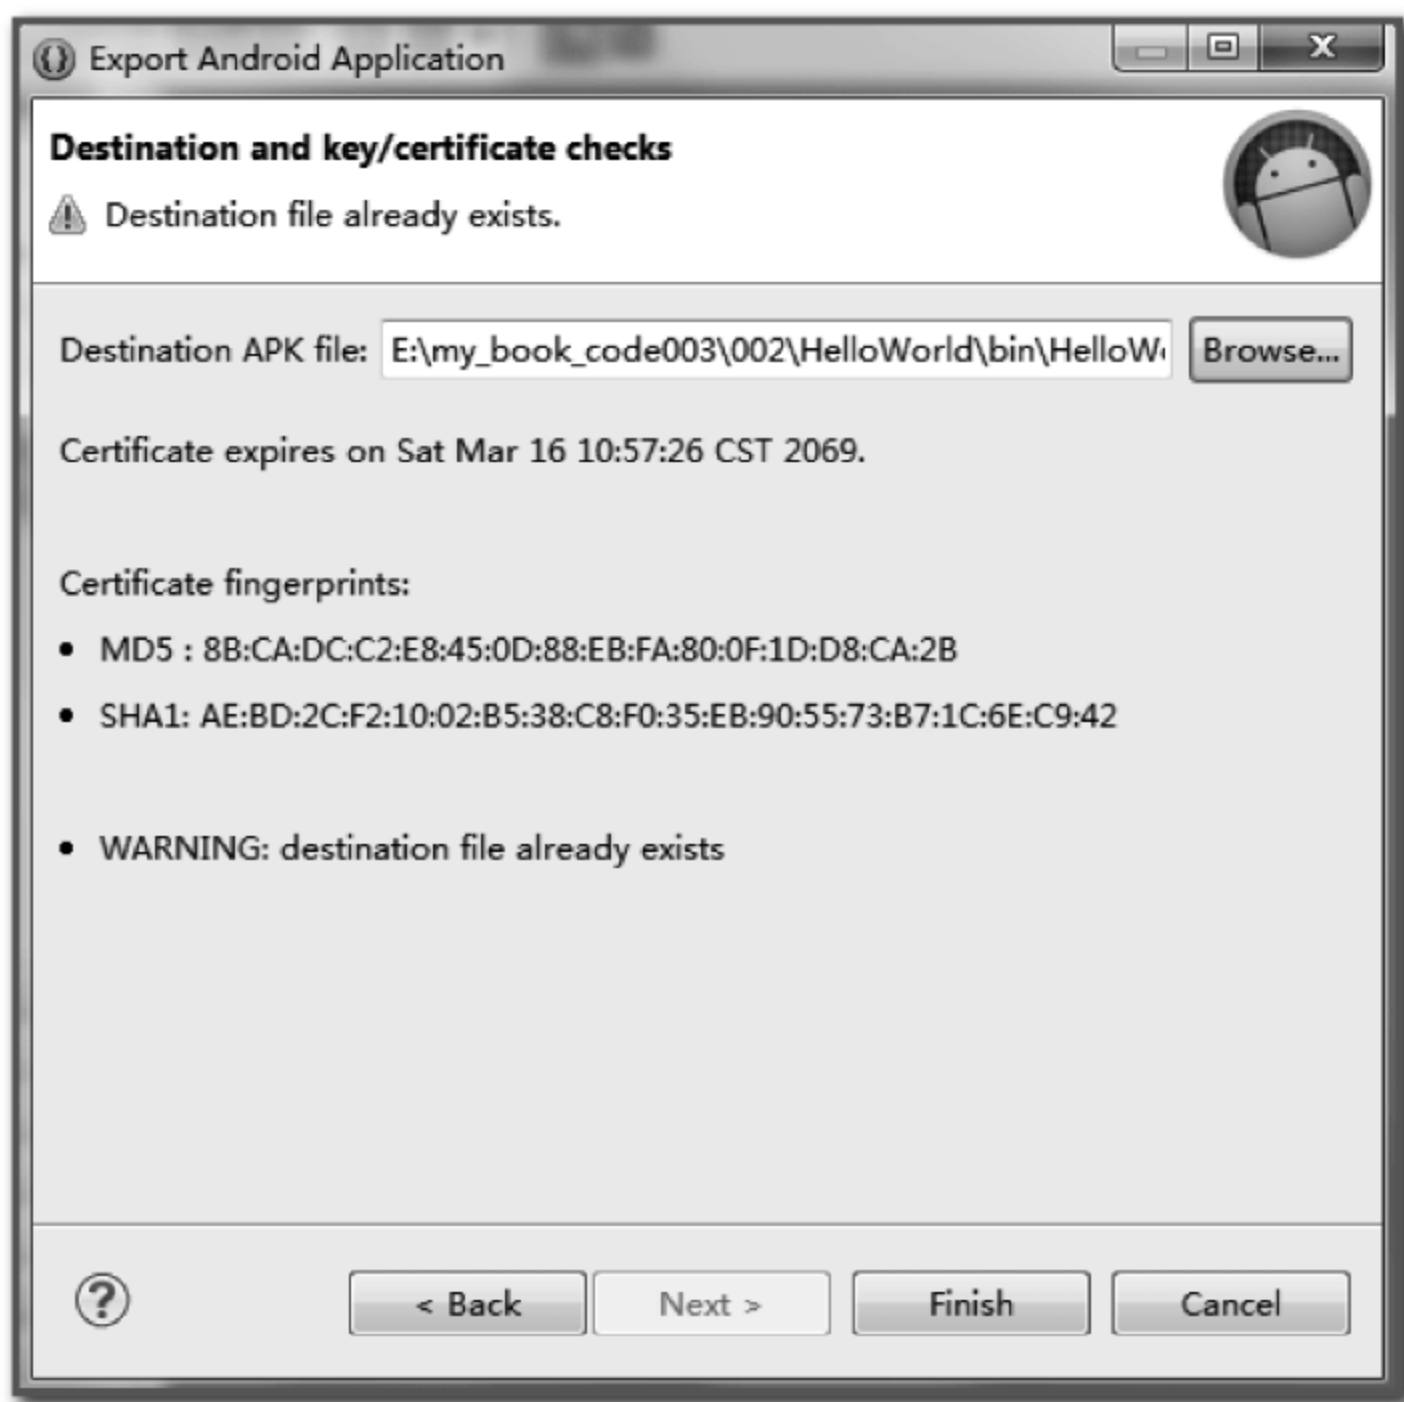 Export Android Application
Destination and key/certificate checks
Destination file already exists.
Destination APK file: E:\my_book_code003\002\HelloWorld\bin\HelloW Browse...
Certificate expires on Sat Mar 16 10:57:26 CST 2069.
Certificate fingerprints:
• MD5 : 8B:CA:DC:C2:E8:45:0D:88:EB:FA:80:0F:1D:D8:CA:2B
• SHA1: AE:BD:2C:F2:10:02:B5:38:C8:F0:35:EB:90:55:73:B7:1C:6E:C9:42
• WARNING: destination file already exists
? < Back Next > Finish Cancel